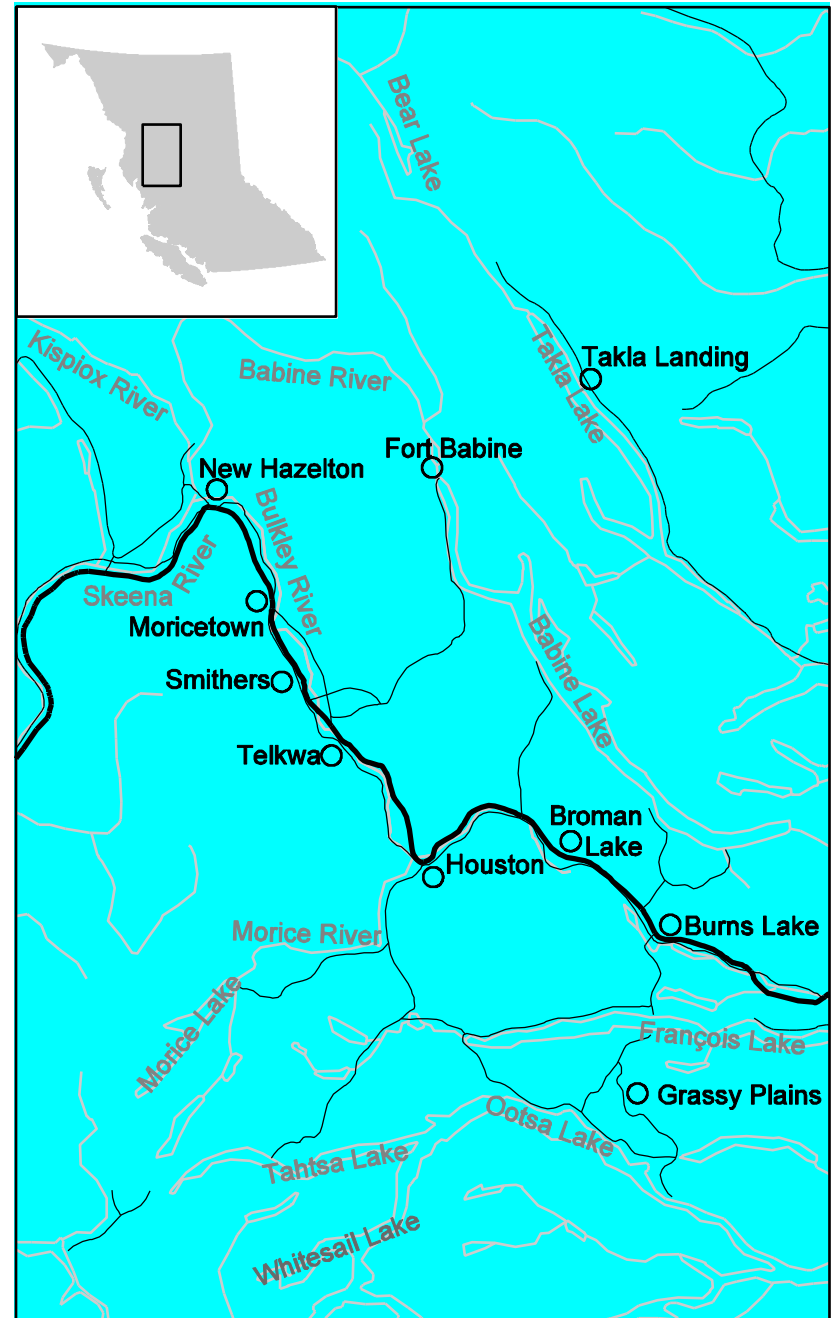 Bear Lake
Kispiox River
Babine River
Takla Lake
Takla Landing
Fort Babine
New Hazelton
Bulkley River
Skeena River
Moricetown
Babine Lake
Smithers
Telkwa
Broman
Lake
Houston
Burns Lake
Morice River
Morice Lake
François Lake
Grassy Plains
Ootsa Lake
Tahtsa Lake
Whitesail Lake